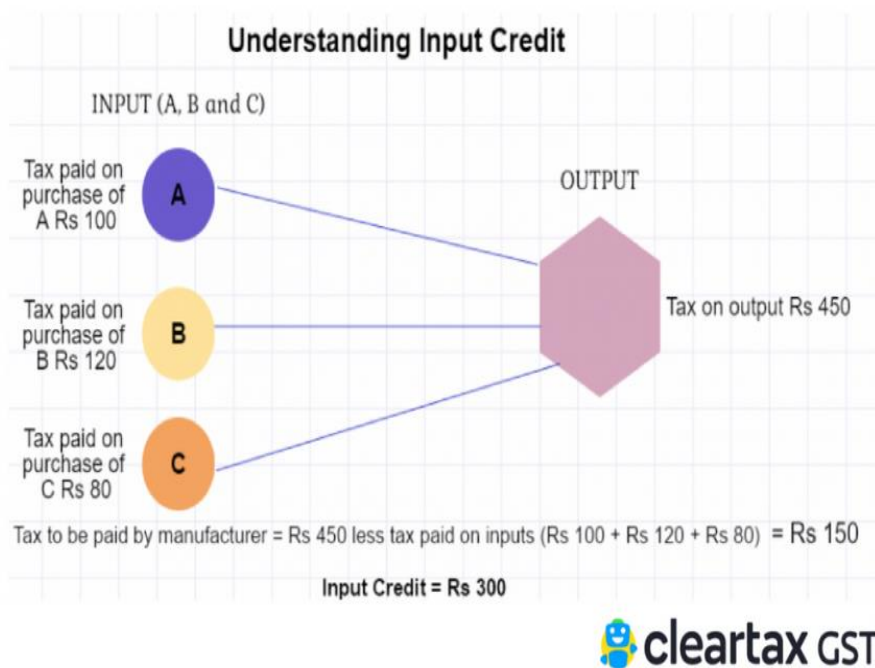 Understanding Input Credit
INPUT (A, B and C)
Tax paid on
purchase of
A Rs 100
A
OUTPUT
Tax paid on
purchase of
B Rs 120
B
Tax on output Rs 450
Tax paid on
purchase of
C Rs 80
C
Tax to be paid by manufacturer = Rs 450 less tax paid on inputs (Rs 100 + Rs 120 + Rs 80) = Rs 150
Input Credit = Rs 300
cleartax GST